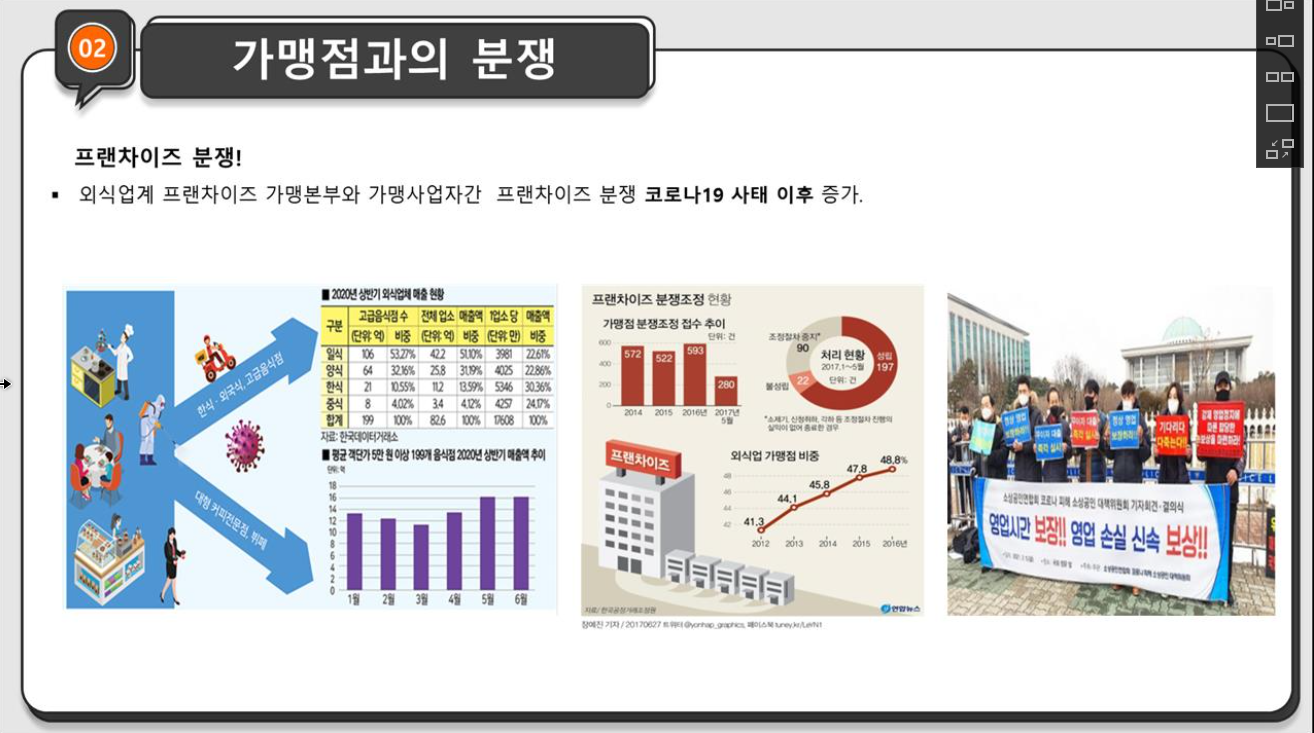 02
가맹점과의 분쟁
프랜차이즈 분쟁!
▪ 외식업계 프랜차이즈 가맹본부와 가맹사업자간 프랜차이즈 분쟁 코로나19 사태 이후 증가.
한식·외국식, 고급음식점
대형 커피전문점, 뷔페
■ 2020년 상반기 외식업체 매출 현황
구분 고급음식점 수 (단위: 억) 비중 전체 업소 (단위: 억) 매출액 비중 1업소 당 (단위: 만) 매출액 비중
일식 106 53.27% 42.2 51.10% 3981 22.61%
양식 64 32.16% 25.8 31.19% 4025 22.86%
한식 21 10.55% 11.2 13.59% 5346 30.36%
중식 8 4.02% 3.4 4.12% 4257 24.17%
합계 199 100% 82.6 100% 17608 100%
자료: 한국데이터거래소
■ 평균 객단가 5만 원 이상 199개 음식점 2020년 상반기 매출액 추이
단위: 억
18
16
14
12
10
8
6
4
2
0
1월 2월 3월 4월 5월 6월
프랜차이즈 분쟁조정 현황
가맹점 분쟁조정 접수 추이
단위: 건
600
400
200
0
572 522 593 280
2014 2015 2016년 2017년 5월
조정절차 중지*
90
성립
197
불성립 22
처리 현황
2017.1~5월
단위: 건
*소제기, 신청취하, 각하 등 조정절차 진행의
실익이 없어 종료한 경우
프랜차이즈
외식업 가맹점 비중
48
46
44
42
41.3 44.1 45.8 47.8 48.8%
2012 2013 2014 2015 2016년
자료/ 한국공정거래조정원
연합뉴스
장예진 기자 / 20170627 트위터 @yonhap_graphics, 페이스북 tuney.kr/LeYN1
기다리다
다죽는다!!
소상공인연합회 코로나 피해 소상공인 대책위원회 기자회견·결의식
영업시간 보장!! 영업 손실 신속 보상!!